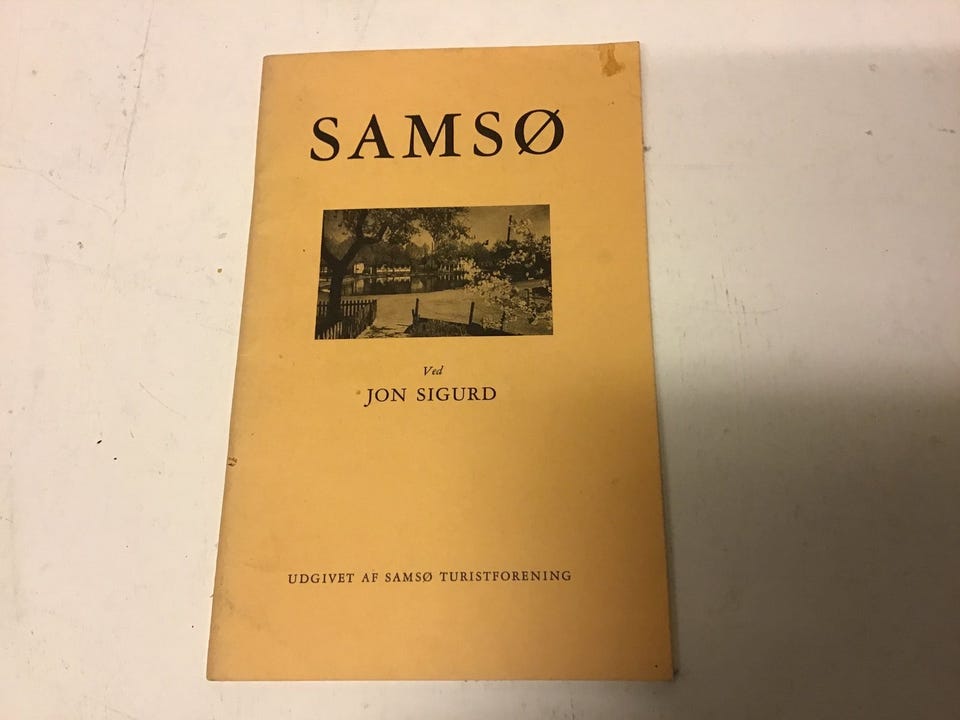 SAMSØ
Ved
JON SIGURD
UDGIVET AF SAMSØ TURISTFORENING